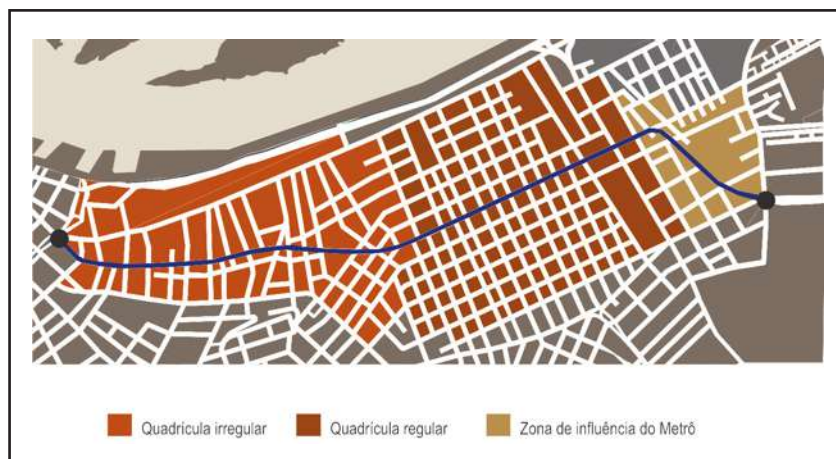 Quadrícula irregular
Quadrícula regular
Zona de influência do Metrô